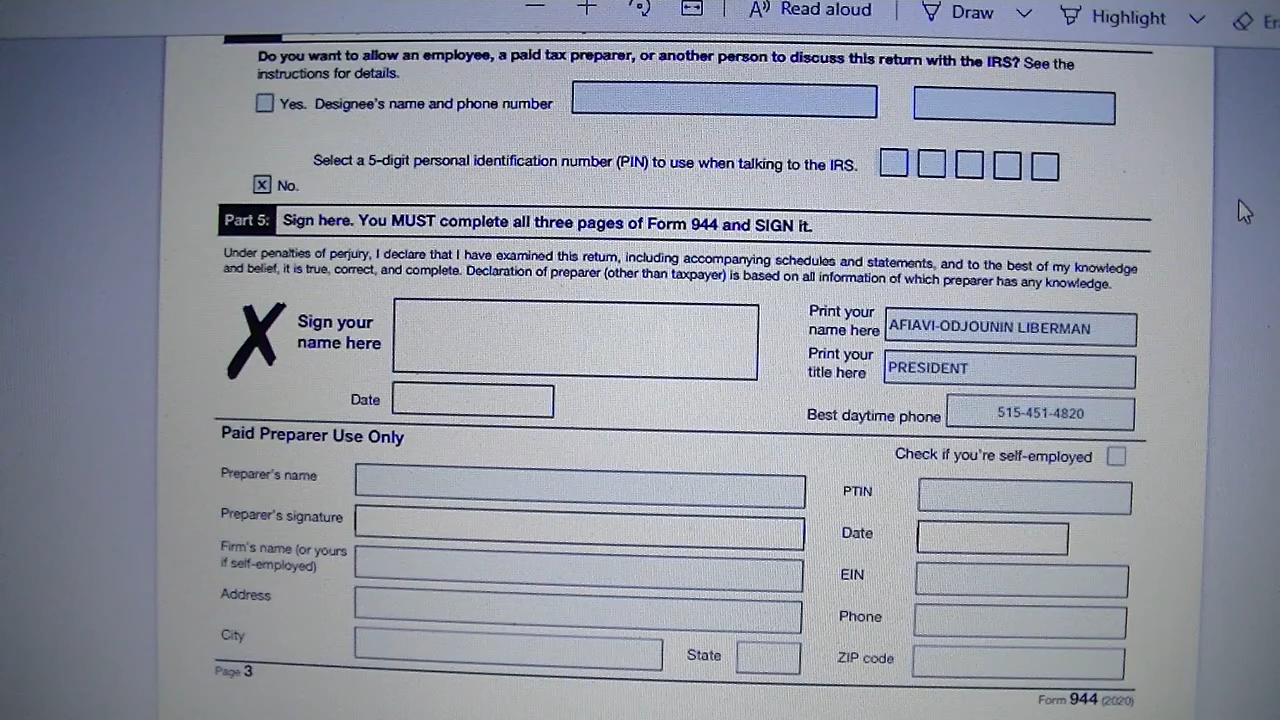 Read aloud
Draw
Highlight
Do you want to allow an employee, a paid tax preparer, or another person to discuss this return with the IRS? See the
instructions for details.
Yes. Designee's name and phone number
Select a 5-digit personal identification number (PIN) to use when talking to the IRS.
X No.
Part 5: Sign here. You MUST complete all three pages of Form 944 and SIGN it.
Under penalties of perjury, I declare that I have examined this return, including accompanying schedules and statements, and to the best of my knowledge
and belief, it is true, correct, and complete. Declaration of preparer (other than taxpayer) is based on all information of which preparer has any knowledge.
X Sign your
name here
Print your
name here AFIAVI-ODJOUNIN LIBERMAN
Print your
title here PRESIDENT
Date
Best daytime phone 515-451-4820
Paid Preparer Use Only
Check if you're self-employed
Preparer's name
PTIN
Preparer's signature
Date
Firm's name (or yours
if self-employed)
EIN
Address
Phone
City
State
ZIP code
Page 3
Form 944 (2020)